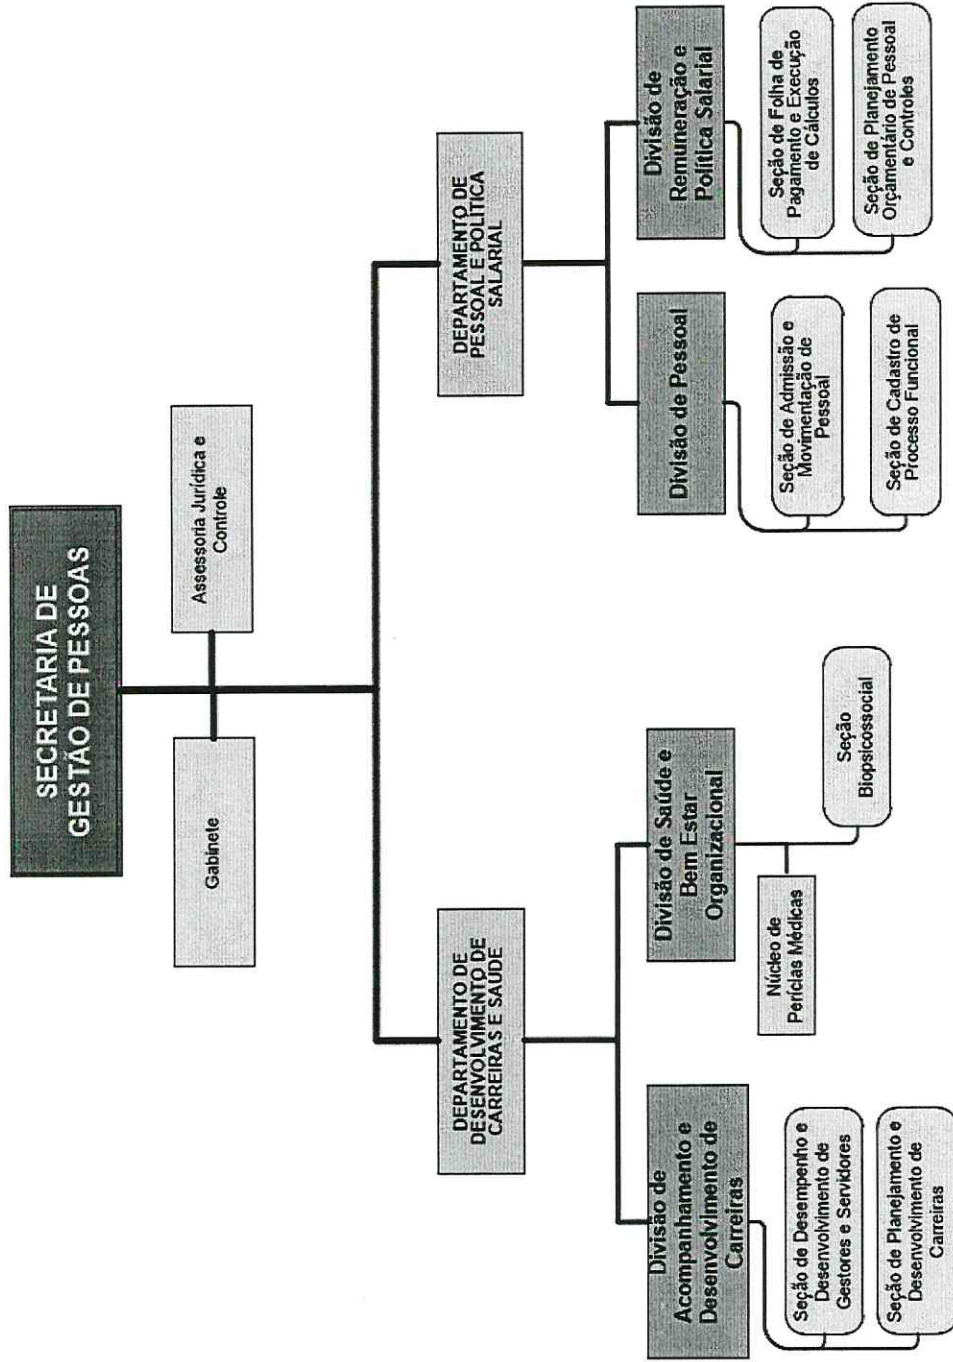 SECRETARIA DE
GESTÃO DE PESSOAS
Gabinete
Assessoria Jurídica e
Controle
DEPARTAMENTO DE
DESENVOLVIMENTO DE
CARREIRAS E SAÚDE
DEPARTAMENTO DE
PESSOAL E POLÍTICA
SALARIAL
Divisão de
Acompanhamento e
Desenvolvimento de
Carreiras
Seção de Desempenho e
Desenvolvimento de
Gestores e Servidores
Seção de Planejamento e
Desenvolvimento de
Carreiras
Divisão de Saúde e
Bem Estar
Organizacional
Núcleo de
Perícias Médicas
Seção
Biopsicossocial
Divisão de Pessoal
Seção de Admissão e
Movimentação de
Pessoal
Seção de Cadastro de
Processo Funcional
Divisão de
Remuneração e
Política Salarial
Seção de Folha de
Pagamento e Execução
de Cálculos
Seção de Planejamento
Orçamentário de Pessoal
e Controles